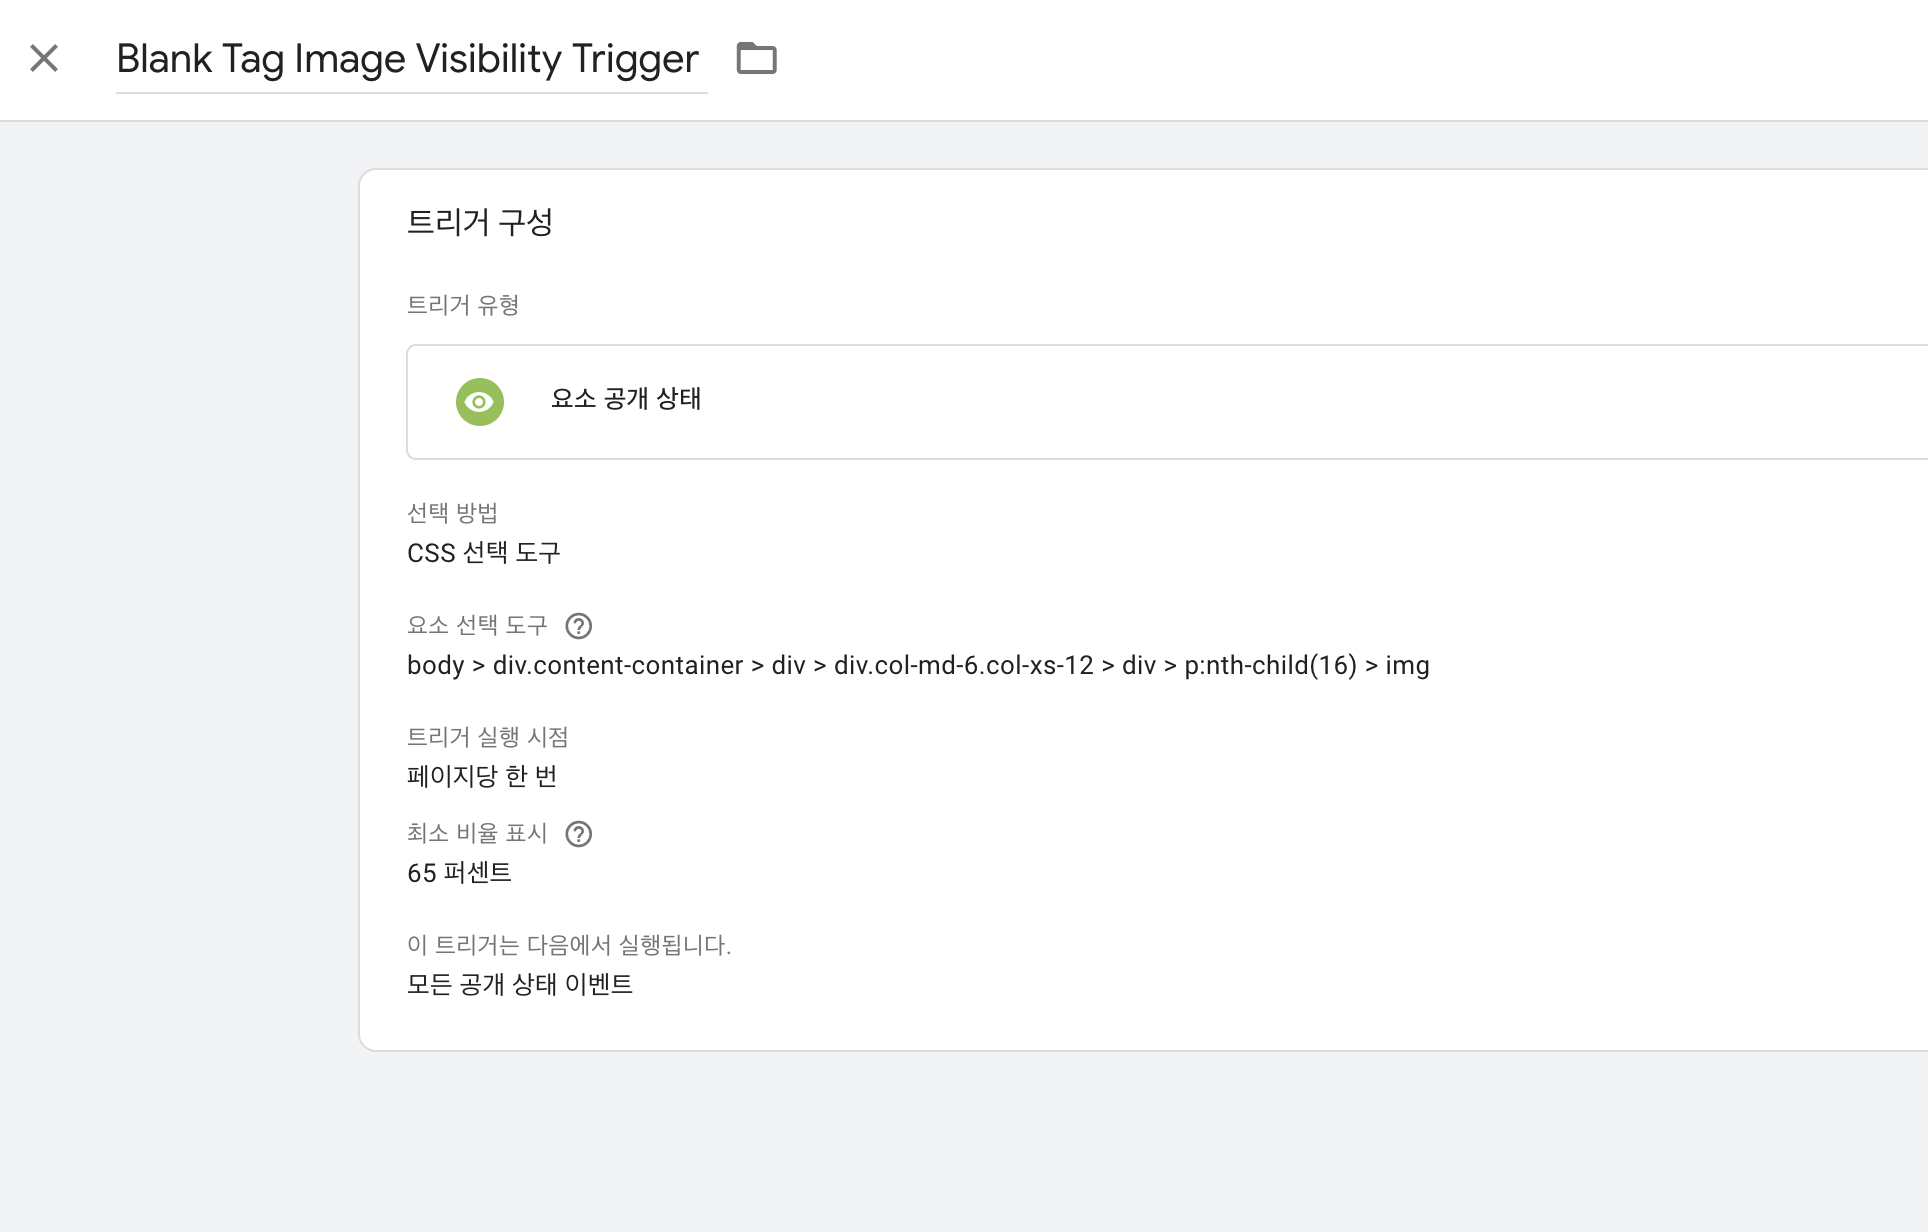 Blank Tag Image Visibility Trigger
트리거 구성
트리거 유형
요소 공개 상태
선택 방법
CSS 선택 도구
요소 선택 도구
body > div.content-container > div > div.col-md-6.col-xs-12 > div > p:nth-child(16) > img
트리거 실행 시점
페이지당 한 번
최소 비율 표시
65 퍼센트
이 트리거는 다음에서 실행됩니다.
모든 공개 상태 이벤트